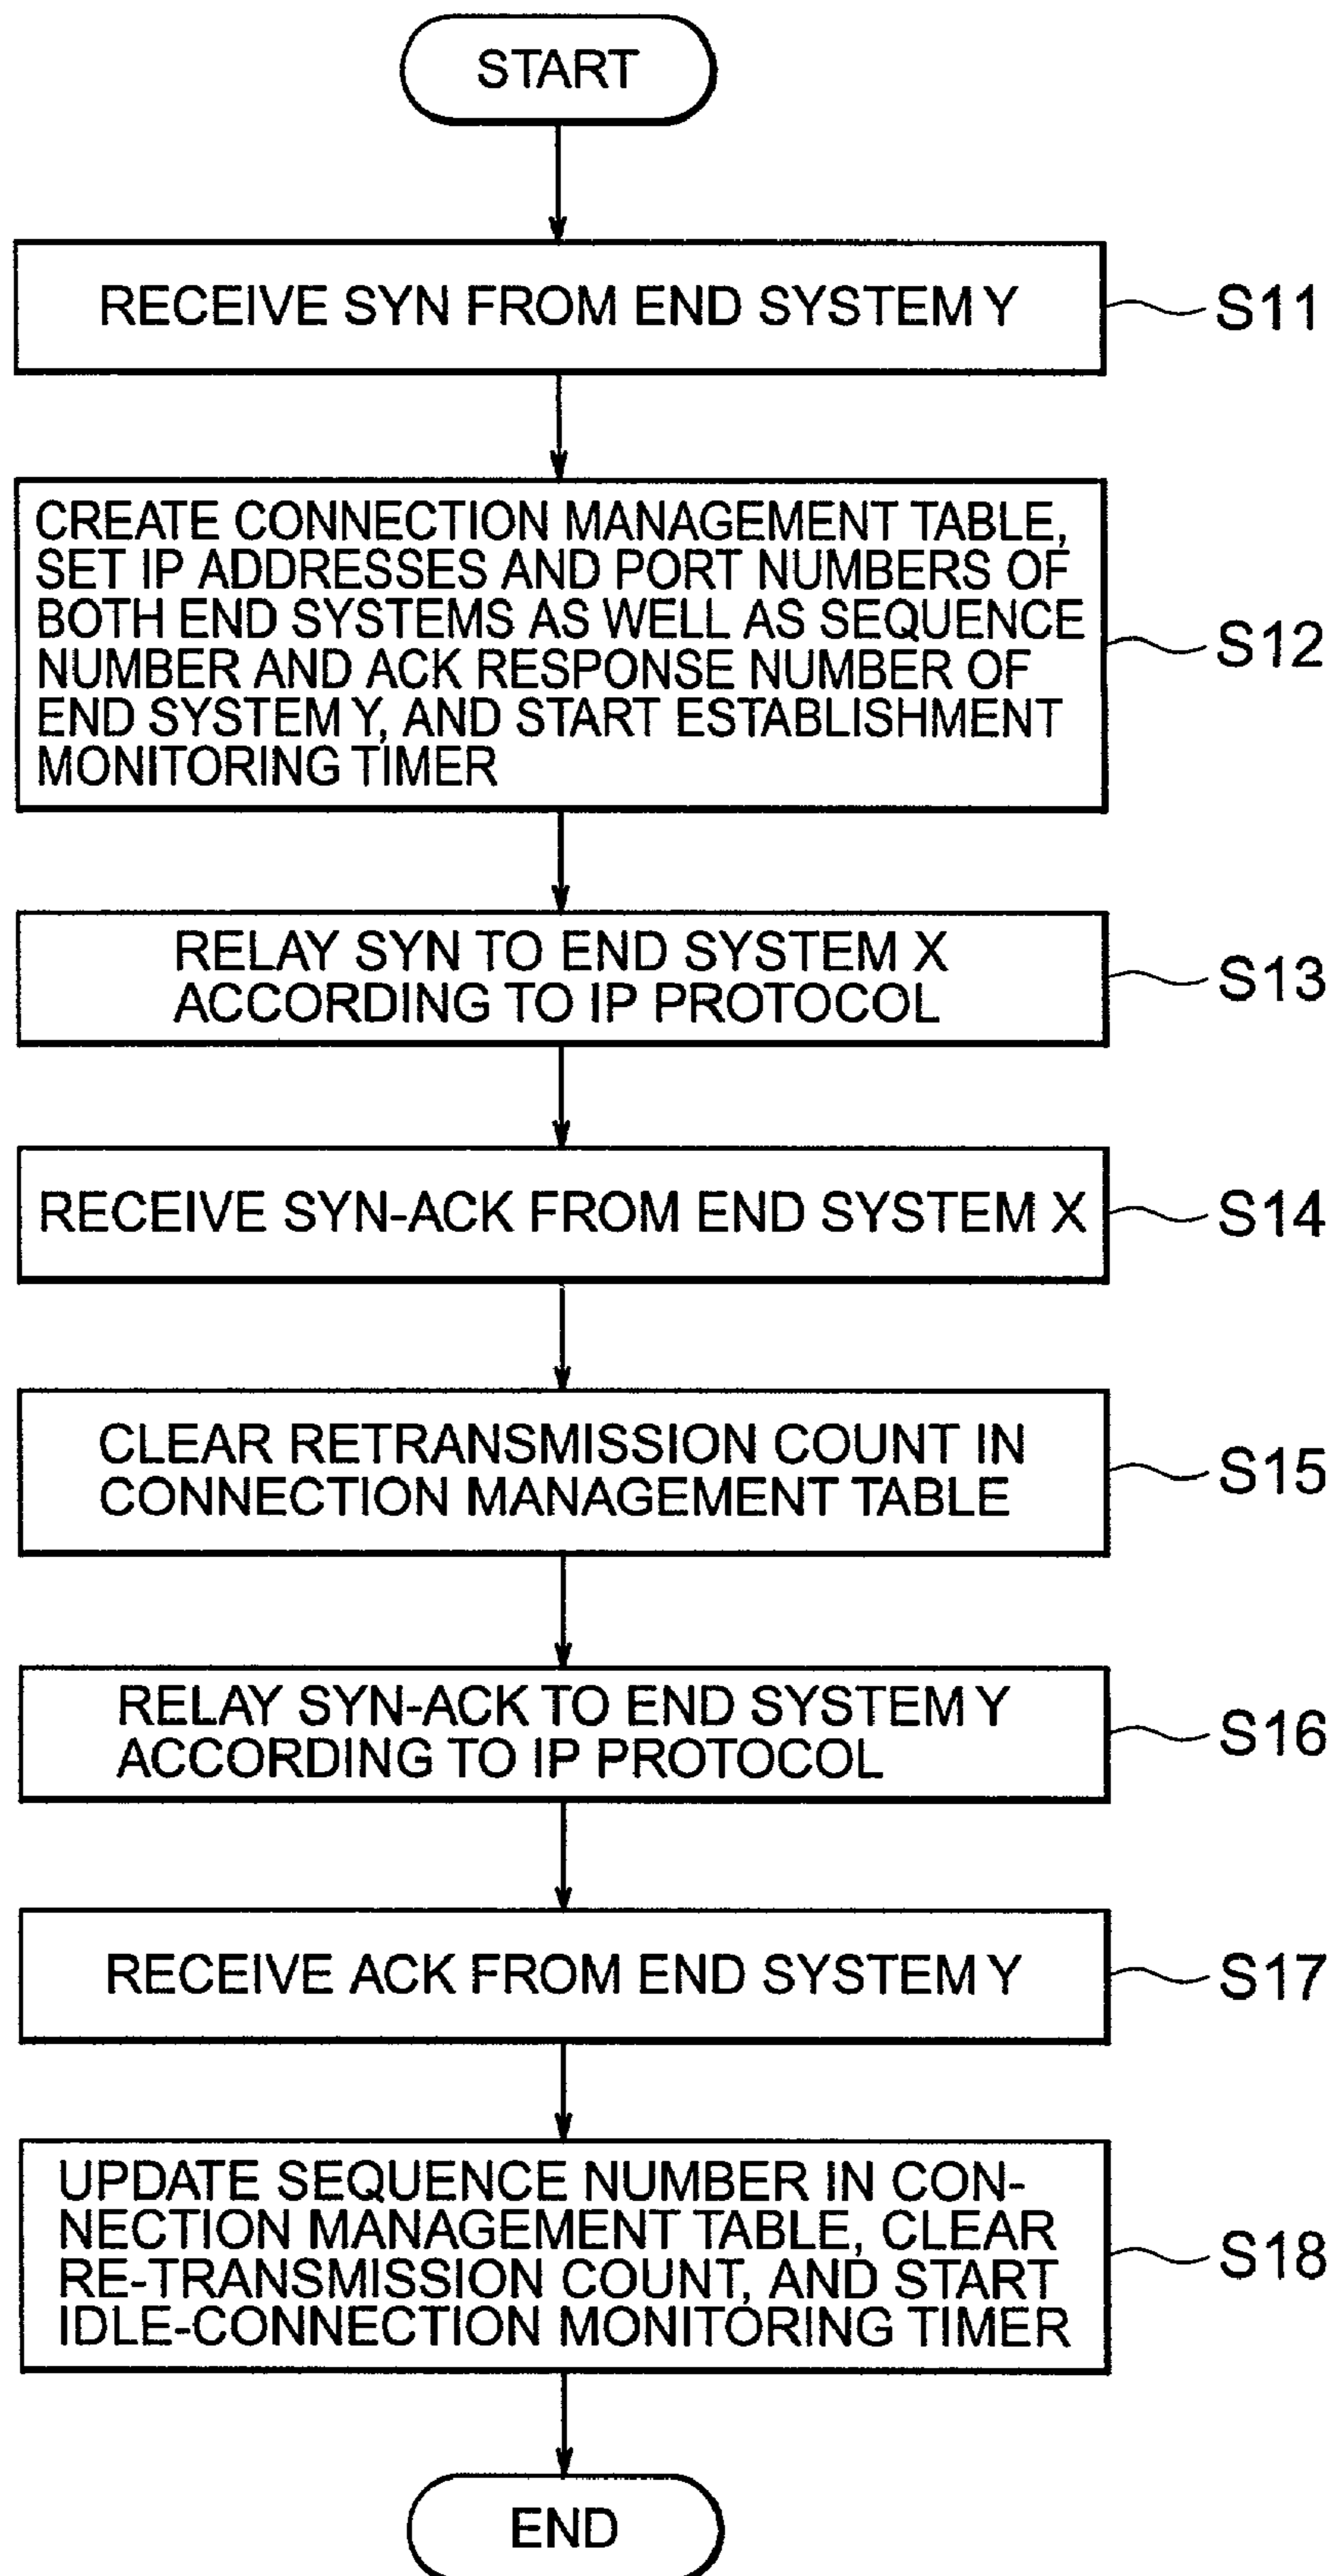 START
RECEIVE SYN FROM END SYSTEM Y
S11
CREATE CONNECTION MANAGEMENT TABLE,
SET IP ADDRESSES AND PORT NUMBERS OF
BOTH END SYSTEMS AS WELL AS SEQUENCE
NUMBER AND ACK RESPONSE NUMBER OF
END SYSTEM Y, AND START ESTABLISHMENT
MONITORING TIMER
S12
RELAY SYN TO END SYSTEM X
ACCORDING TO IP PROTOCOL
S13
RECEIVE SYN-ACK FROM END SYSTEM X
S14
CLEAR RETRANSMISSION COUNT IN
CONNECTION MANAGEMENT TABLE
S15
RELAY SYN-ACK TO END SYSTEM Y
ACCORDING TO IP PROTOCOL
S16
RECEIVE ACK FROM END SYSTEM Y
S17
UPDATE SEQUENCE NUMBER IN CON-
NECTION MANAGEMENT TABLE, CLEAR
RE-TRANSMISSION COUNT, AND START
IDLE-CONNECTION MONITORING TIMER
S18
END